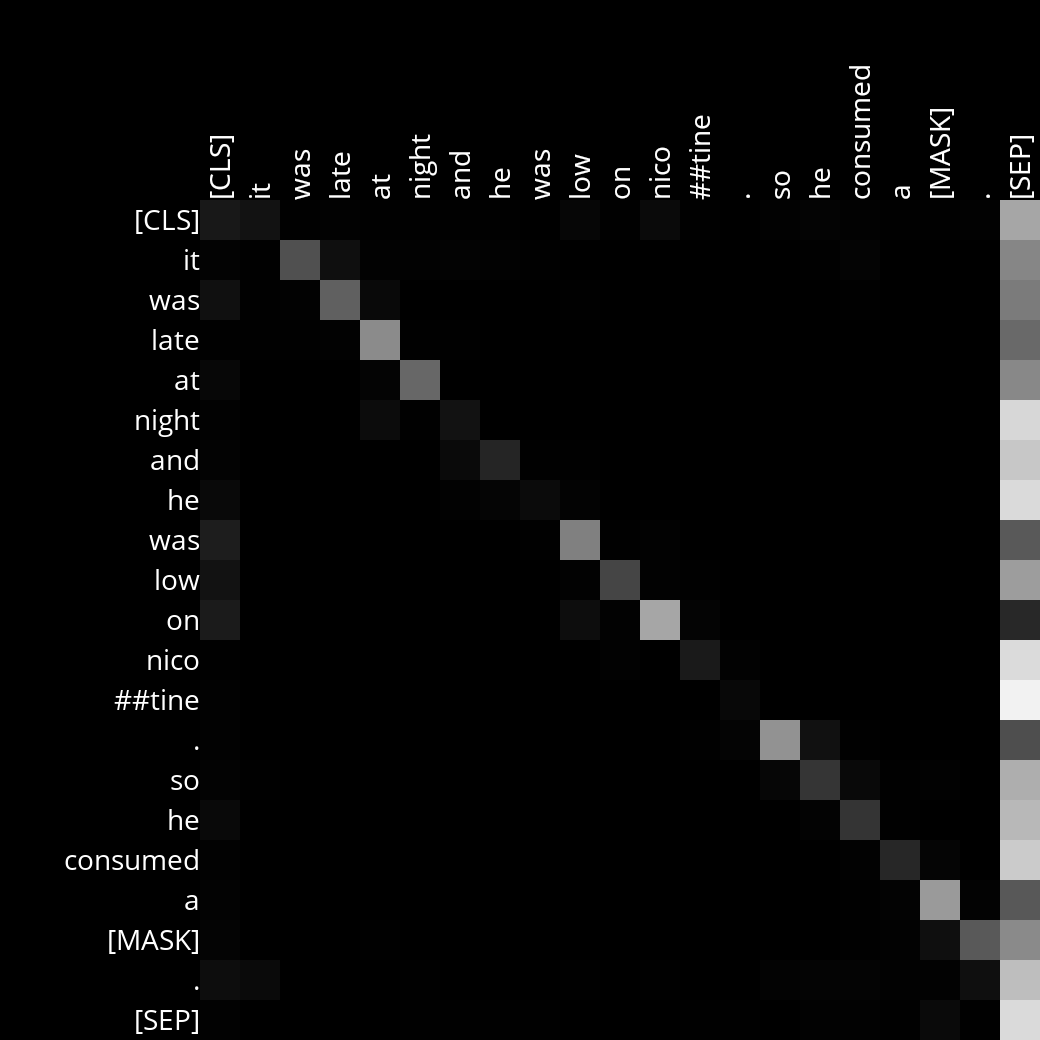 [CLS] it was late at night and he was low on nico ##tine . so he consumed a [MASK] . [SEP]
[CLS]
it
was
late
at
night
and
he
was
low
on
nico
##tine
.
so
he
consumed
a
[MASK]
.
[SEP]